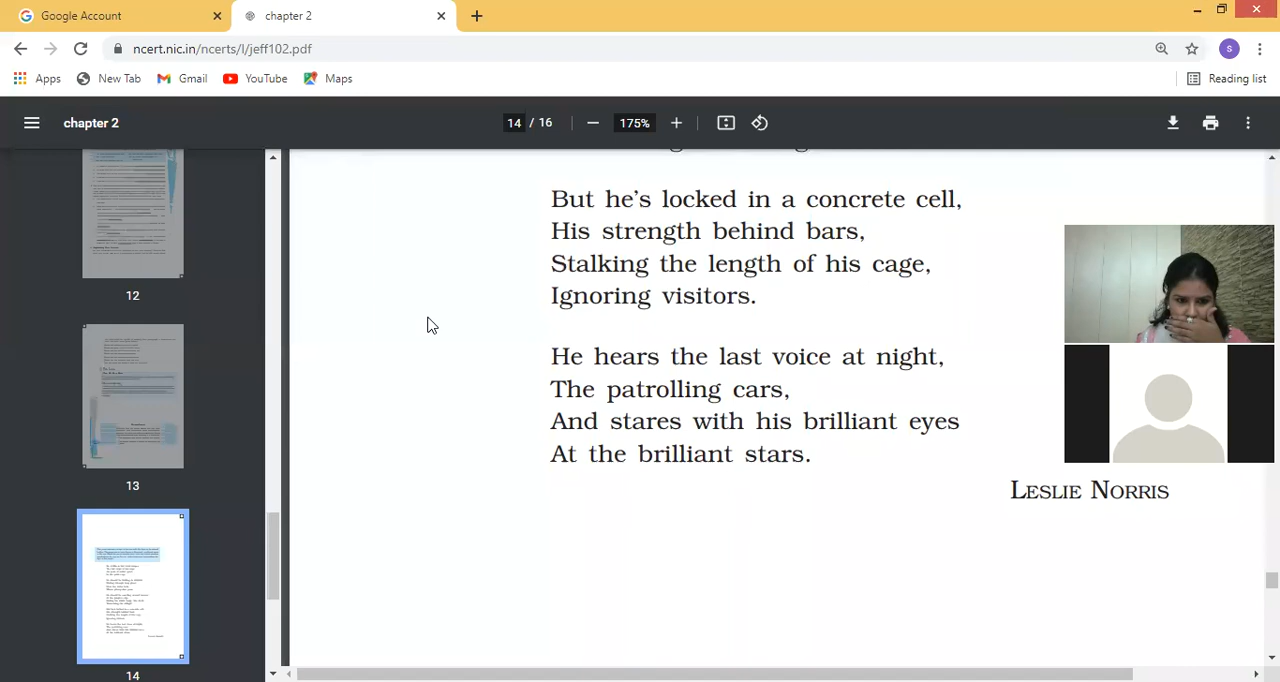 Google Account
chapter 2
ncert.nic.in/ncerts/l/jeff102.pdf
S
Apps
New Tab
Gmail
YouTube
Maps
Reading list
chapter 2
14 / 16
175%
But he's locked in a concrete cell,
His strength behind bars,
Stalking the length of his cage,
Ignoring visitors.
He hears the last voice at night,
The patrolling cars,
And stares with his brilliant eyes
At the brilliant stars.
LESLIE NORRIS
12
13
14